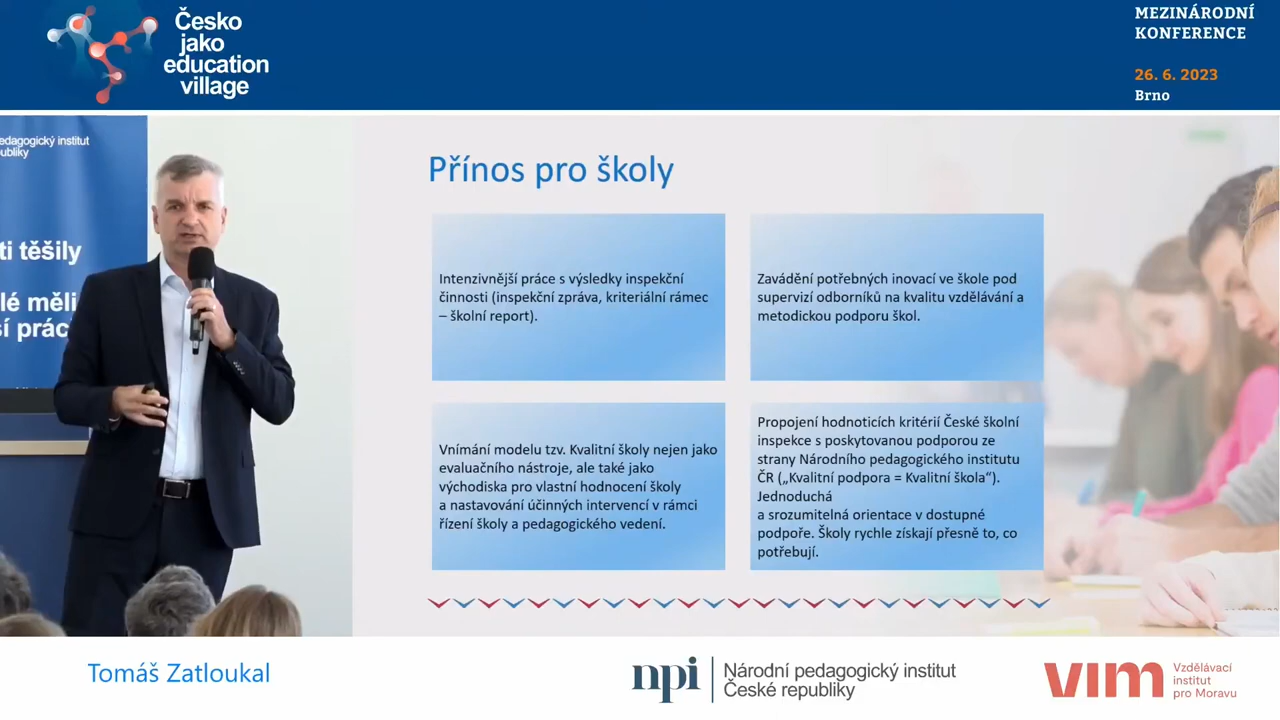 Česko
jako
education
village
MEZINÁRODNÍ
KONFERENCE
26. 6. 2023
Brno
pedagogický institut
republiky
ti těšily
lé měli
sí prác
Přínos pro školy
Intenzivnější práce s výsledky inspekční
činnosti (inspekční zpráva, kriteriální rámec
– školní report).
Zavádění potřebných inovací ve škole pod
supervizí odborníků na kvalitu vzdělávání a
metodickou podporu škol.
Vnímání modelu tzv. Kvalitní školy nejen jako
evaluačního nástroje, ale také jako
východiska pro vlastní hodnocení školy
a nastavování účinných intervencí v rámci
řízení školy a pedagogického vedení.
Propojení hodnoticích kritérií České školní
inspekce s poskytovanou podporou ze
strany Národního pedagogického institutu
ČR („Kvalitní podpora = Kvalitní škola“).
Jednoduchá
a srozumitelná orientace v dostupné
podpoře. Školy rychle získají přesně to, co
potřebují.
Tomáš Zatloukal
npi
Národní pedagogický institut
České republiky
vim
Vzdělávací
institut
pro Moravu